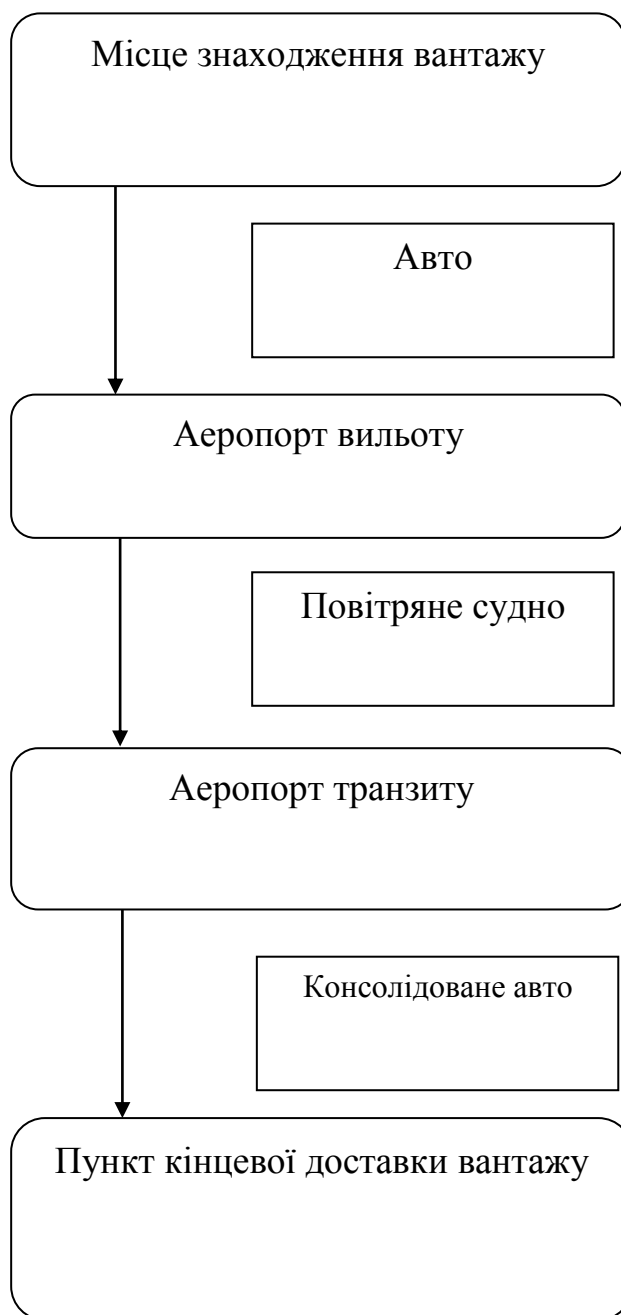 Місце знаходження вантажу
Авто
Аеропорт вильоту
Повітряне судно
Аеропорт транзиту
Консолідоване авто
Пункт кінцевої доставки вантажу